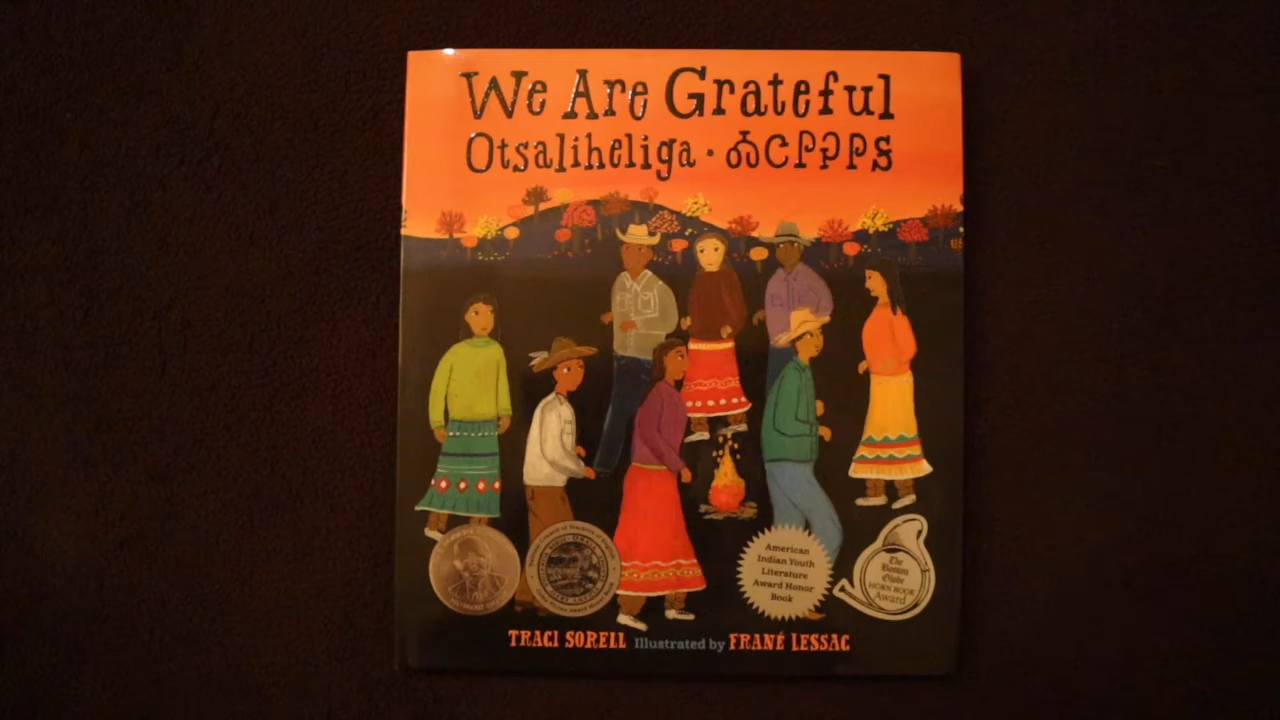 We Are Grateful
Otsaliheliga · ᎣᏣᎵᎮᎵᎦ
American
Indian Youth
Literature
Award Honor
Book
The
Boston
Globe
HORN BOOK
Award
TRACI SORELL Illustrated by FRANÉ LESSAC